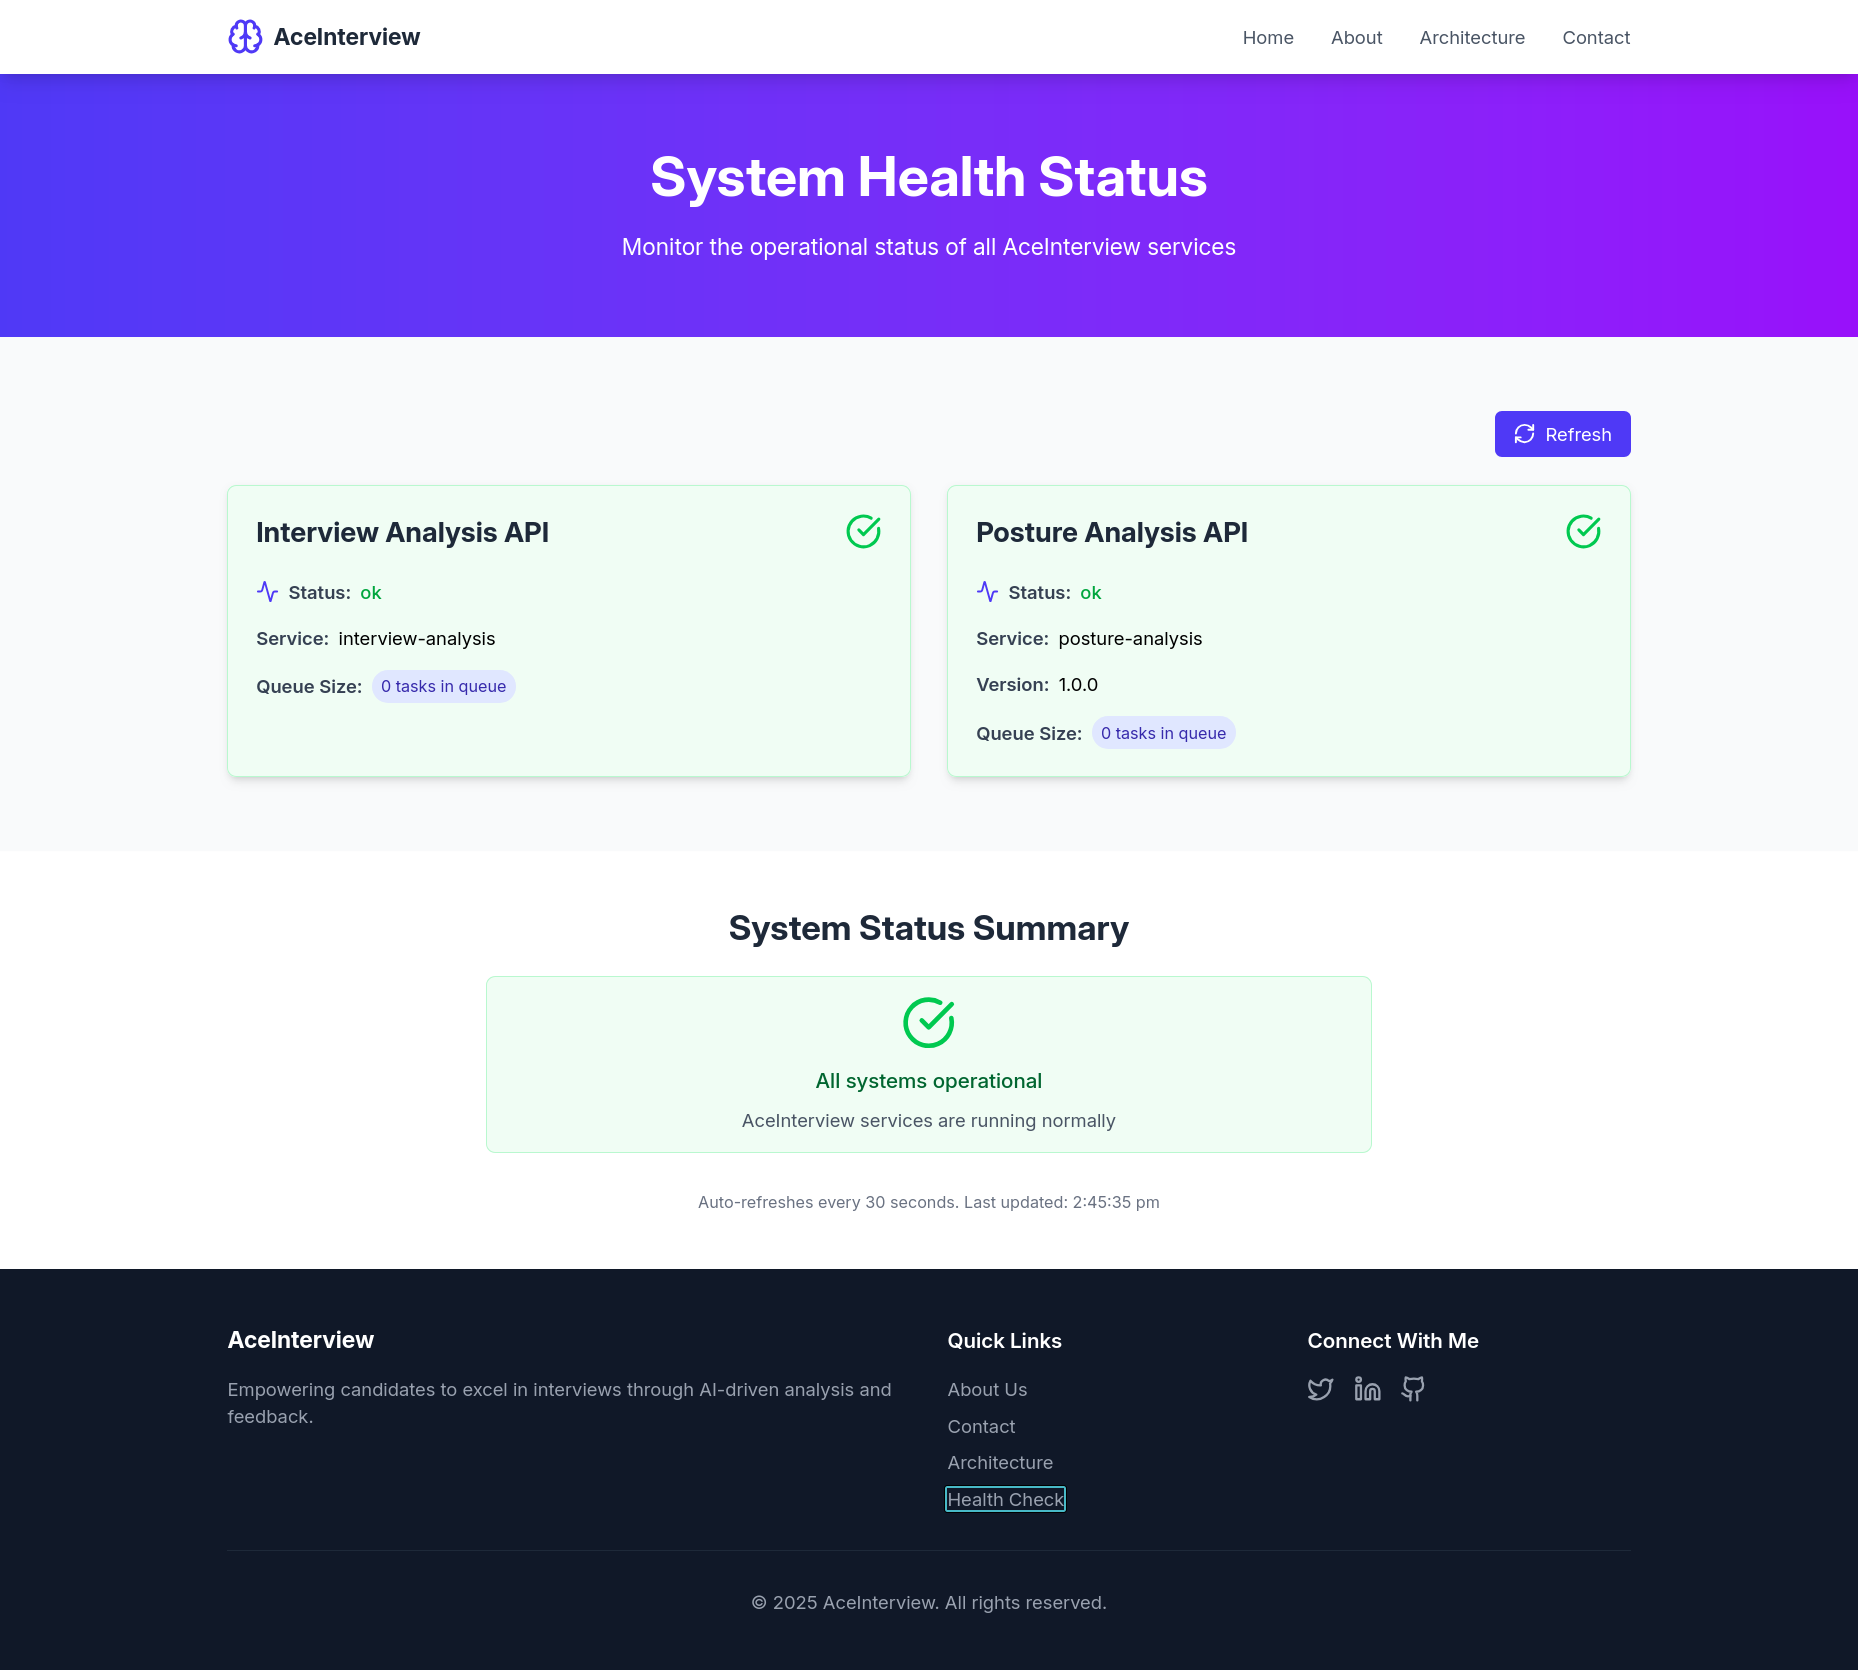 AceInterview
Home
About
Architecture
Contact
System Health Status
Monitor the operational status of all AceInterview services
Refresh
Interview Analysis API
Status: ok
Service: interview-analysis
Queue Size: 0 tasks in queue
Posture Analysis API
Status: ok
Service: posture-analysis
Version: 1.0.0
Queue Size: 0 tasks in queue
System Status Summary
All systems operational
AceInterview services are running normally
Auto-refreshes every 30 seconds. Last updated: 2:45:35 pm
AceInterview
Empowering candidates to excel in interviews through AI-driven analysis and
feedback.
Quick Links
About Us
Contact
Architecture
Health Check
Connect With Me
© 2025 AceInterview. All rights reserved.